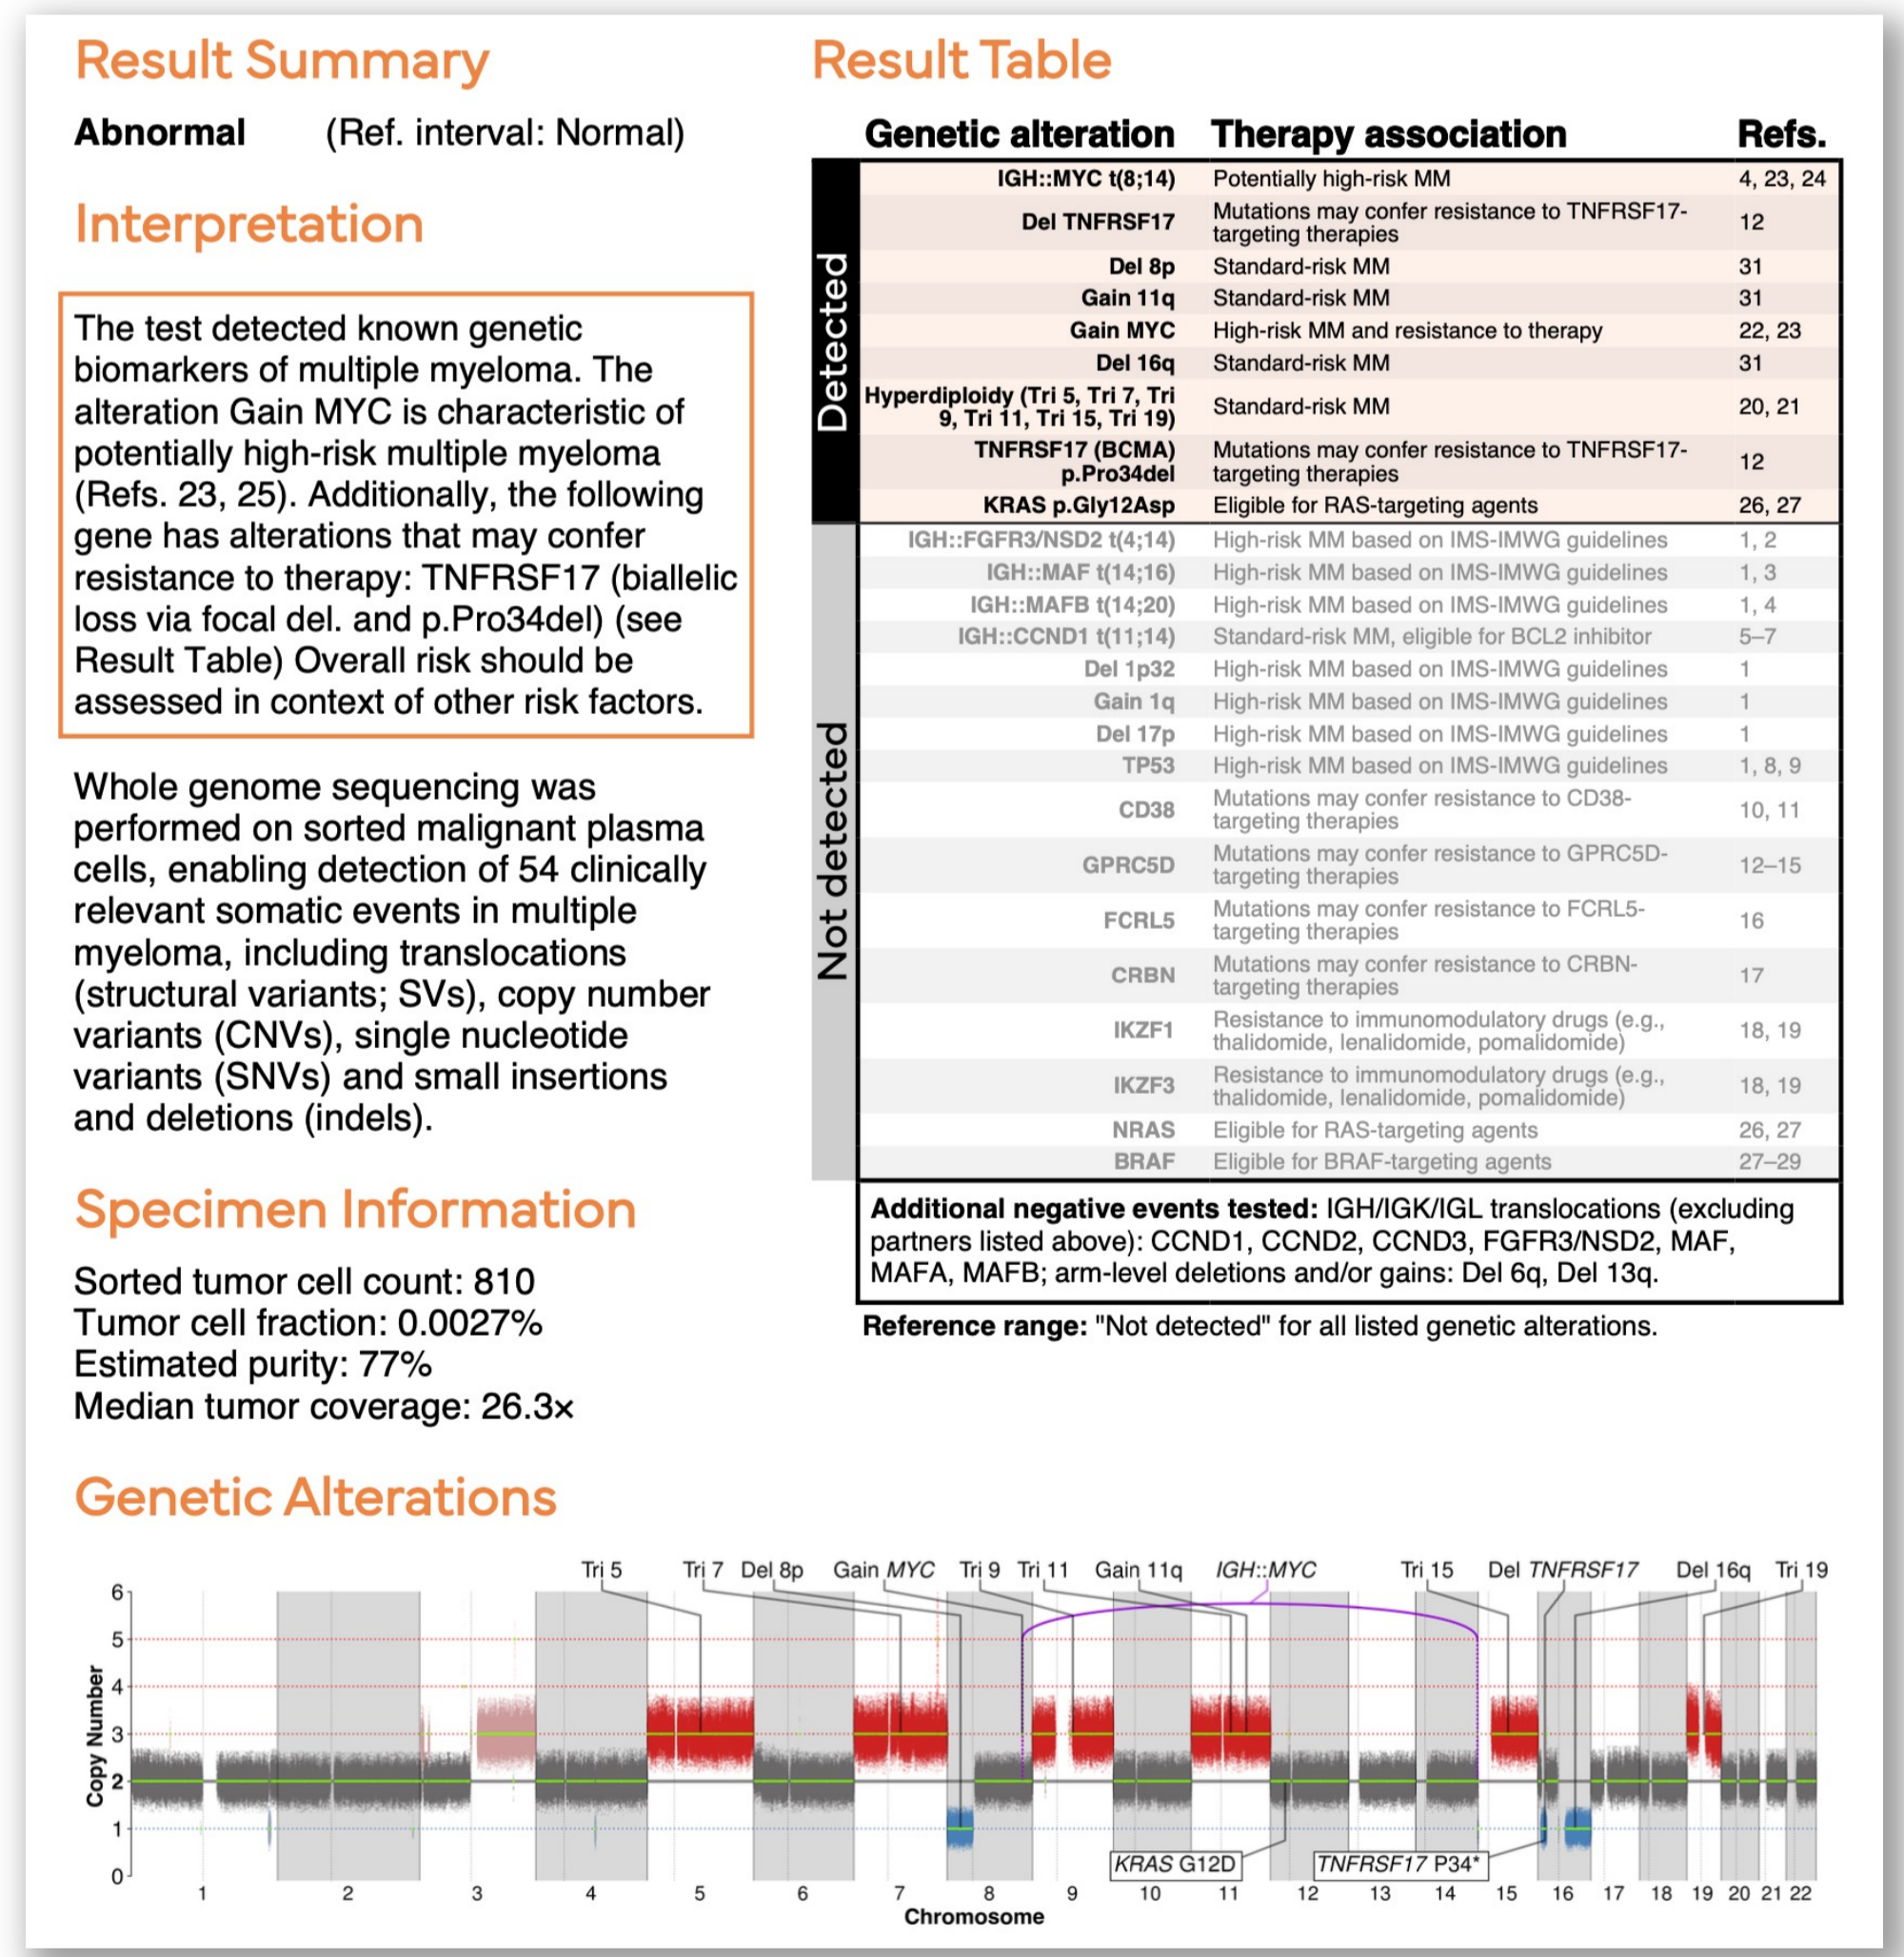 Result Summary
Abnormal (Ref. interval: Normal)
Interpretation
The test detected known genetic
biomarkers of multiple myeloma. The
alteration Gain MYC is characteristic of
potentially high-risk multiple myeloma
(Refs. 23, 25). Additionally, the following
gene has alterations that may confer
resistance to therapy: TNFRSF17 (biallelic
loss via focal del. and p.Pro34del) (see
Result Table) Overall risk should be
assessed in context of other risk factors.
Whole genome sequencing was
performed on sorted malignant plasma
cells, enabling detection of 54 clinically
relevant somatic events in multiple
myeloma, including translocations
(structural variants; SVs), copy number
variants (CNVs), single nucleotide
variants (SNVs) and small insertions
and deletions (indels).
Specimen Information
Sorted tumor cell count: 810
Tumor cell fraction: 0.0027%
Estimated purity: 77%
Median tumor coverage: 26.3×
Result Table
Genetic alteration Therapy association Refs.
Detected
IGH::MYC t(8;14) Potentially high-risk MM 4, 23, 24
Del TNFRSF17 Mutations may confer resistance to TNFRSF17-
targeting therapies 12
Del 8p Standard-risk MM 31
Gain 11q Standard-risk MM 31
Gain MYC High-risk MM and resistance to therapy 22, 23
Del 16q Standard-risk MM 31
Hyperdiploidy (Tri 5, Tri 7, Tri
9, Tri 11, Tri 15, Tri 19) Standard-risk MM 20, 21
TNFRSF17 (BCMA) Mutations may confer resistance to TNFRSF17-
p.Pro34del targeting therapies 12
KRAS p.Gly12Asp Eligible for RAS-targeting agents 26, 27
Not detected
IGH::FGFR3/NSD2 t(4;14) High-risk MM based on IMS-IMWG guidelines 1, 2
IGH::MAF t(14;16) High-risk MM based on IMS-IMWG guidelines 1, 3
IGH::MAFB t(14;20) High-risk MM based on IMS-IMWG guidelines 1, 4
IGH::CCND1 t(11;14) Standard-risk MM, eligible for BCL2 inhibitor 5–7
Del 1p32 High-risk MM based on IMS-IMWG guidelines 1
Gain 1q High-risk MM based on IMS-IMWG guidelines 1
Del 17p High-risk MM based on IMS-IMWG guidelines 1
TP53 High-risk MM based on IMS-IMWG guidelines 1, 8, 9
CD38 Mutations may confer resistance to CD38-
targeting therapies 10, 11
GPRC5D Mutations may confer resistance to GPRC5D-
targeting therapies 12–15
FCRL5 Mutations may confer resistance to FCRL5-
targeting therapies 16
CRBN Mutations may confer resistance to CRBN-
targeting therapies 17
IKZF1 Resistance to immunomodulatory drugs (e.g.,
thalidomide, lenalidomide, pomalidomide) 18, 19
IKZF3 Resistance to immunomodulatory drugs (e.g.,
thalidomide, lenalidomide, pomalidomide) 18, 19
NRAS Eligible for RAS-targeting agents 26, 27
BRAF Eligible for BRAF-targeting agents 27–29
Additional negative events tested: IGH/IGK/IGL translocations (excluding
partners listed above): CCND1, CCND2, CCND3, FGFR3/NSD2, MAF,
MAFA, MAFB; arm-level deletions and/or gains: Del 6q, Del 13q.
Reference range: "Not detected" for all listed genetic alterations.
Genetic Alterations
Tri 5 Tri 7 Del 8p Gain MYC Tri 9 Tri 11 Gain 11q IGH::MYC Tri 15 Del TNFRSF17 Del 16q Tri 19
Copy Number
6
5
4
3
2
1
0
KRAS G12D TNFRSF17 P34*
1 2 3 4 5 6 7 8 9 10 11 12 13 14 15 16 17 18 19 20 21 22
Chromosome